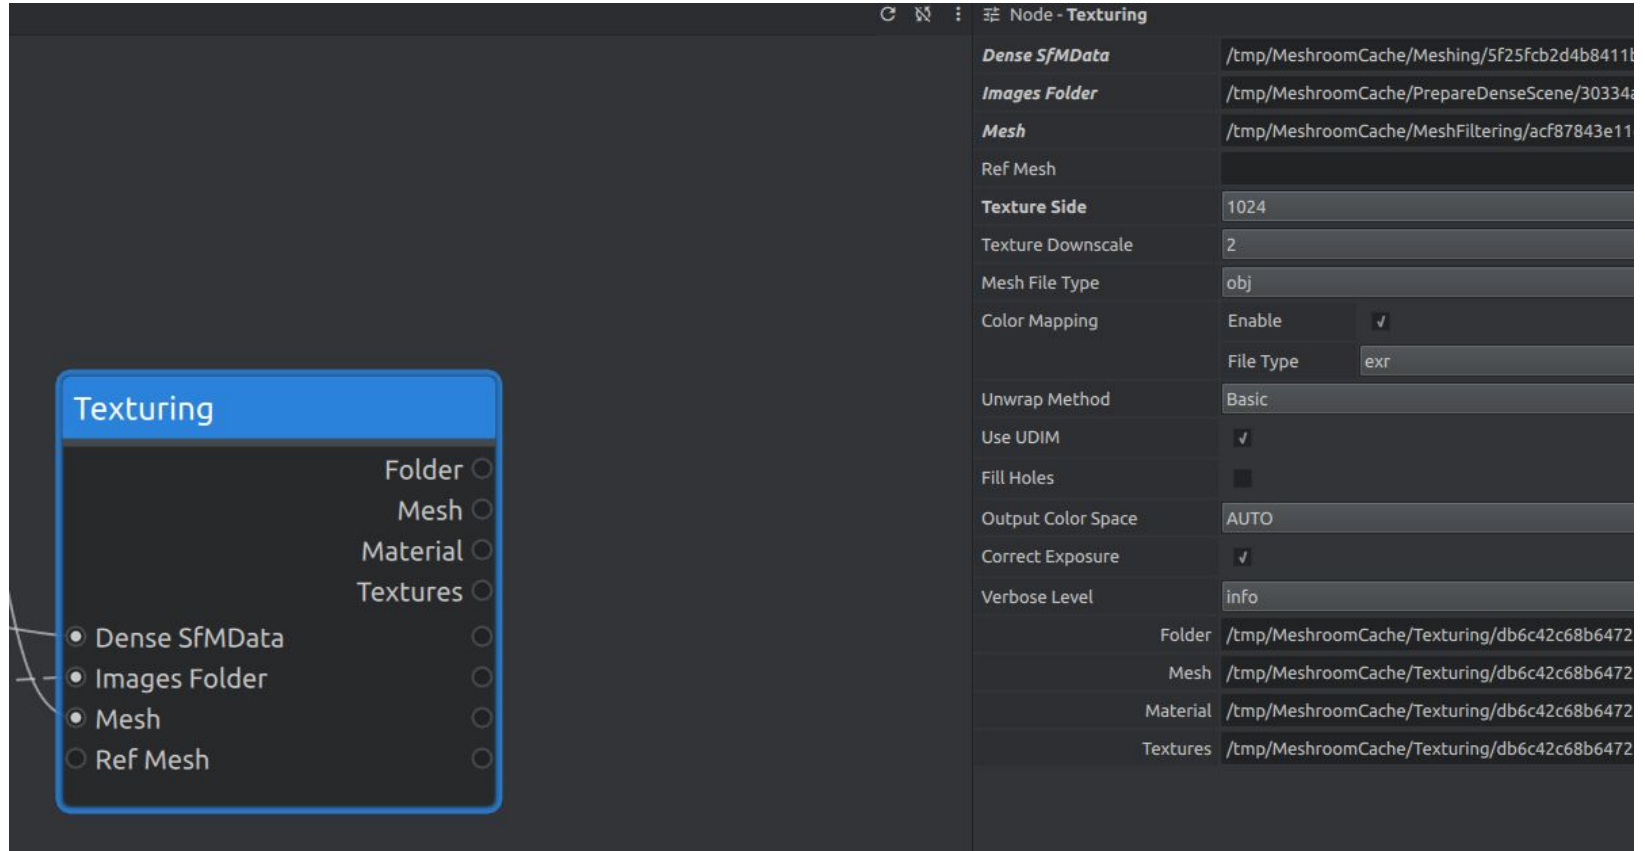 Node - Texturing
Dense SfMData /tmp/MeshroomCache/Meshing/5f25fcb2d4b8411b
Images Folder /tmp/MeshroomCache/PrepareDenseScene/30334a
Mesh /tmp/MeshroomCache/MeshFiltering/acf87843e11
Ref Mesh
Texture Side 1024
Texture Downscale 2
Mesh File Type obj
Color Mapping Enable
File Type exr
Unwrap Method Basic
Use UDIM
Fill Holes
Output Color Space AUTO
Correct Exposure
Verbose Level info
Folder /tmp/MeshroomCache/Texturing/db6c42c68b6472
Mesh /tmp/MeshroomCache/Texturing/db6c42c68b6472
Material /tmp/MeshroomCache/Texturing/db6c42c68b6472
Textures /tmp/MeshroomCache/Texturing/db6c42c68b6472
Texturing
Folder
Mesh
Material
Textures
Dense SfMData
Images Folder
Mesh
Ref Mesh